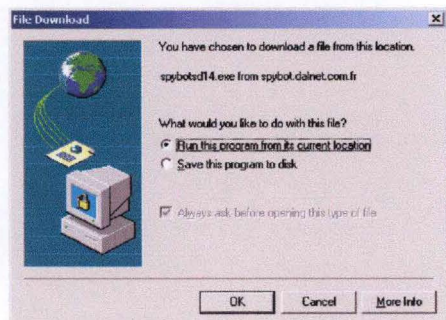 File Download
You have chosen to download a file from this location.
spybotsd14.exe from spybot.dalnet.com.fr
What would you like to do with this file?
Run this program from its current location
Save this program to disk
Always ask before opening this type of file
OK
Cancel
More Info